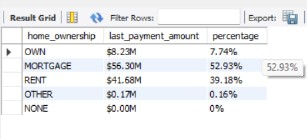 Result Grid Filter Rows: Export:
home_ownership last_payment_amount percentage
OWN $8.23M 7.74%
MORTGAGE $56.30M 52.93% 52.93%
RENT $41.68M 39.18%
OTHER $0.17M 0.16%
NONE $0.00M 0%